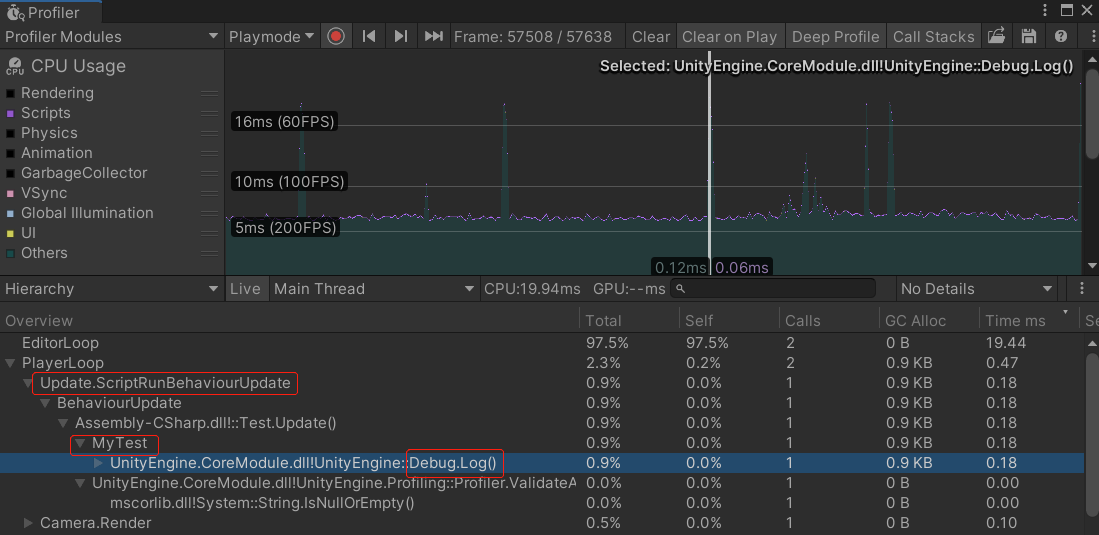 Profiler
Profiler Modules Playmode Frame: 57508 / 57638 Clear Clear on Play Deep Profile Call Stacks
CPU CPU Usage
Selected: UnityEngine.CoreModule.dll!UnityEngine::Debug.Log()
Rendering
Scripts
Physics
Animation
GarbageCollector
VSync
Global Illumination
UI
Others
16ms (60FPS)
10ms (100FPS)
5ms (200FPS)
0.12ms 0.06ms
Hierarchy Live Main Thread CPU:19.94ms GPU:--ms No Details
Overview Total Self Calls GC Alloc Time ms Se
EditorLoop 97.5% 97.5% 2 0 B 19.44
PlayerLoop 2.3% 0.2% 2 0.9 KB 0.47
Update.ScriptRunBehaviourUpdate 0.9% 0.0% 1 0.9 KB 0.18
BehaviourUpdate 0.9% 0.0% 1 0.9 KB 0.18
Assembly-CSharp.dll!::Test.Update() 0.9% 0.0% 1 0.9 KB 0.18
MyTest 0.9% 0.0% 1 0.9 KB 0.18
UnityEngine.CoreModule.dll!UnityEngine::Debug.Log() 0.9% 0.0% 1 0.9 KB 0.18
UnityEngine.CoreModule.dll!UnityEngine.Profiling::Profiler.ValidateA 0.0% 0.0% 1 0 B 0.00
mscorlib.dll!System::String.IsNullOrEmpty() 0.0% 0.0% 1 0 B 0.00
Camera.Render 0.5% 0.0% 1 0 B 0.10